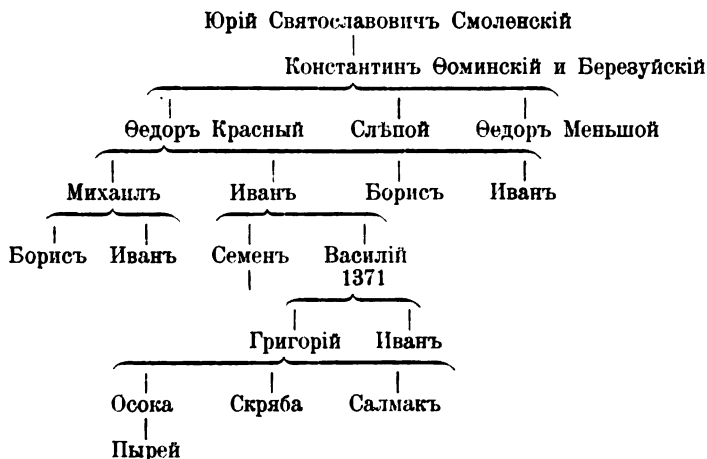 Юрій Святославовичъ Смоленскій
Константинъ Ѳоминскій и Березуйскій
Ѳедоръ Красный Слѣпой Ѳедоръ Меньшой
Михаилъ Иванъ Борисъ Иванъ
Борисъ Иванъ Семенъ Василій
1371
Григорій Иванъ
Осока Скряба Салмакъ
Пырей